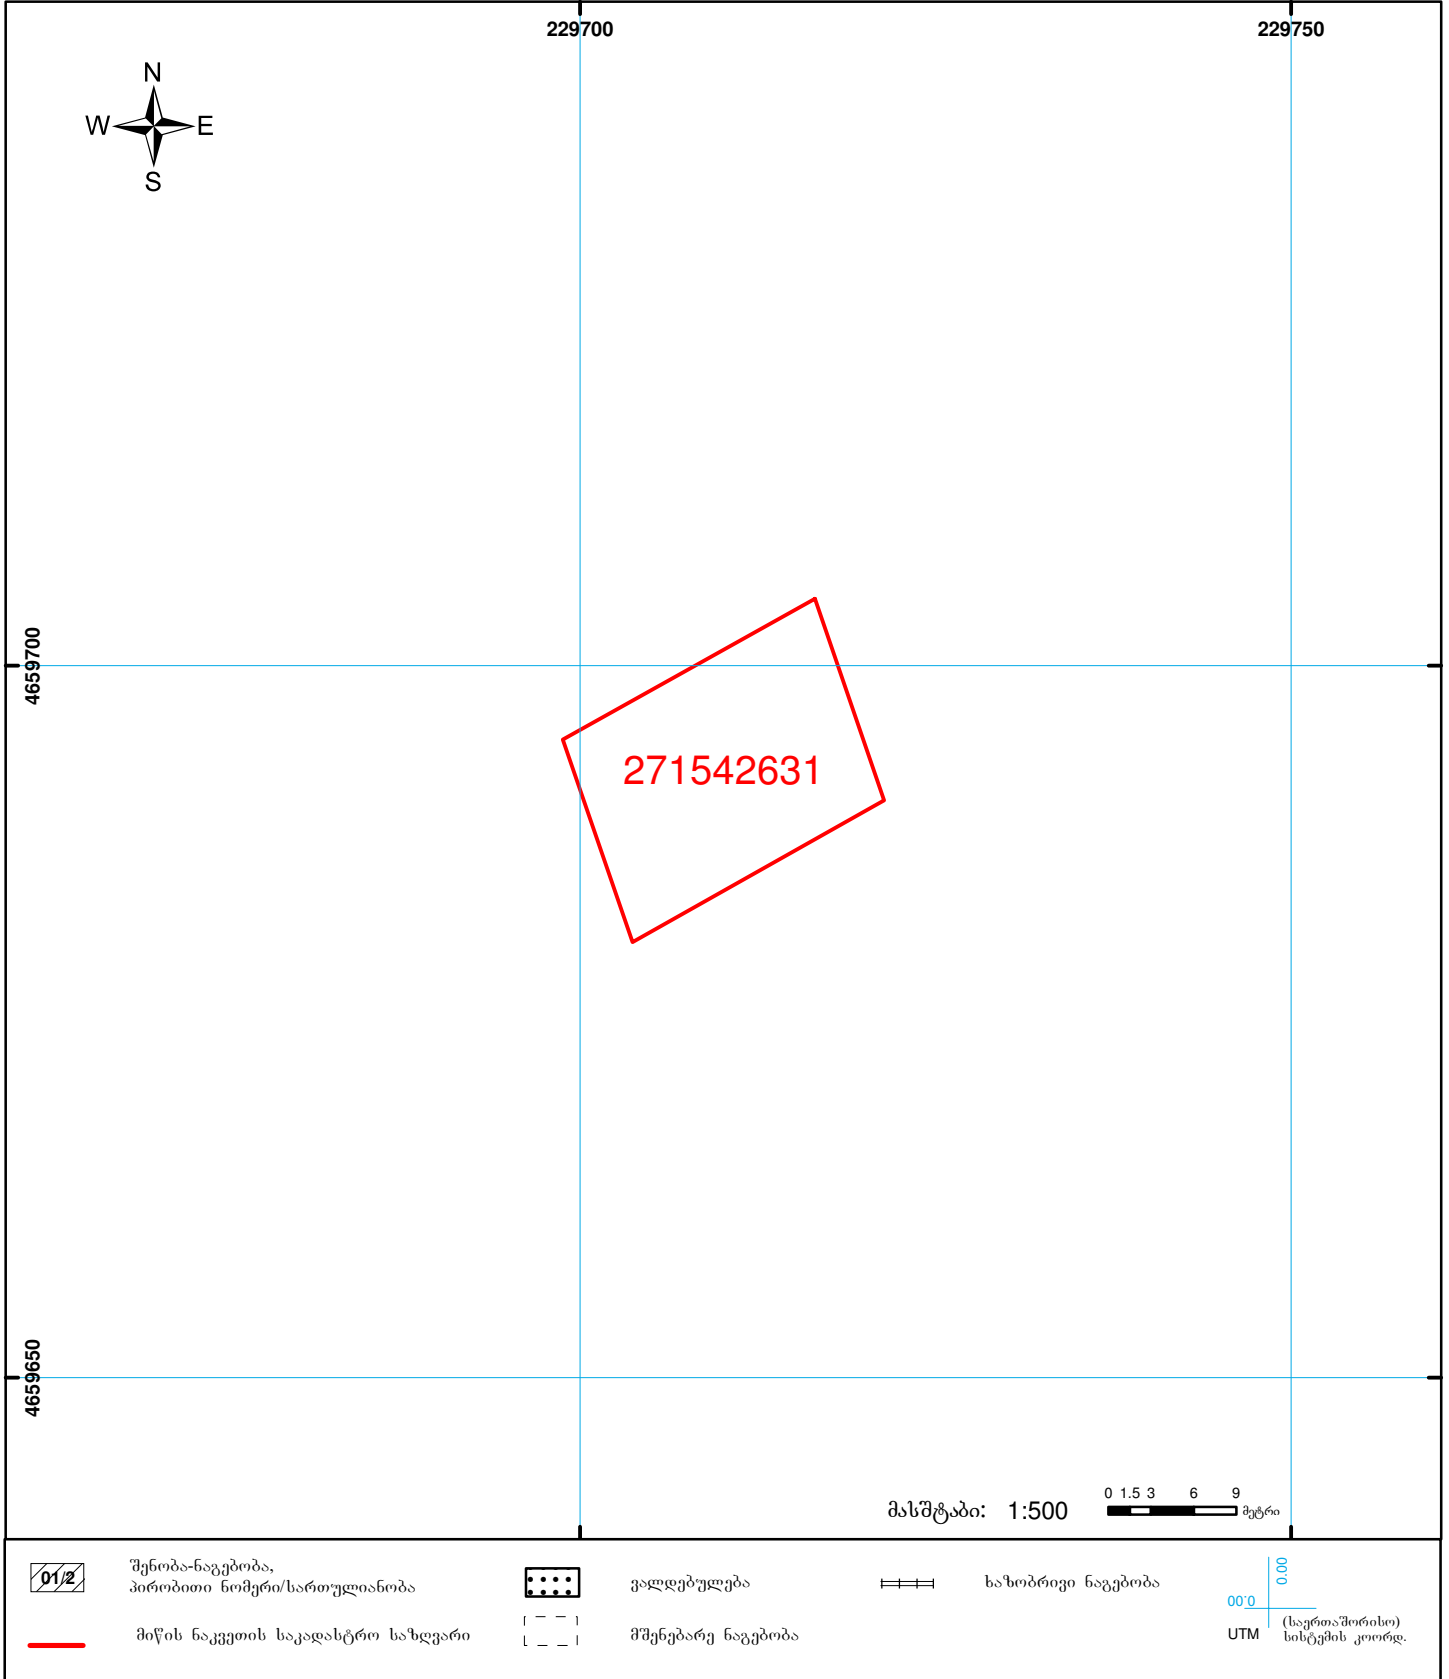 229700 229750
N
W E
S
4659700
271542631
4659650
მასშტაბი: 1:500
0 1.5 3 6 9
მეტრი
01/2
შენობა-ნაგებობა,
პირობითი ნომერი/სართულიანობა
ვალდებულება
ხაზობრივი ნაგებობა
მიწის ნაკვეთის საკადასტრო საზღვარი
მშენებარე ნაგებობა
00.0
00.0
UTM
(საერთაშორისო)
სისტემის კოორდ.